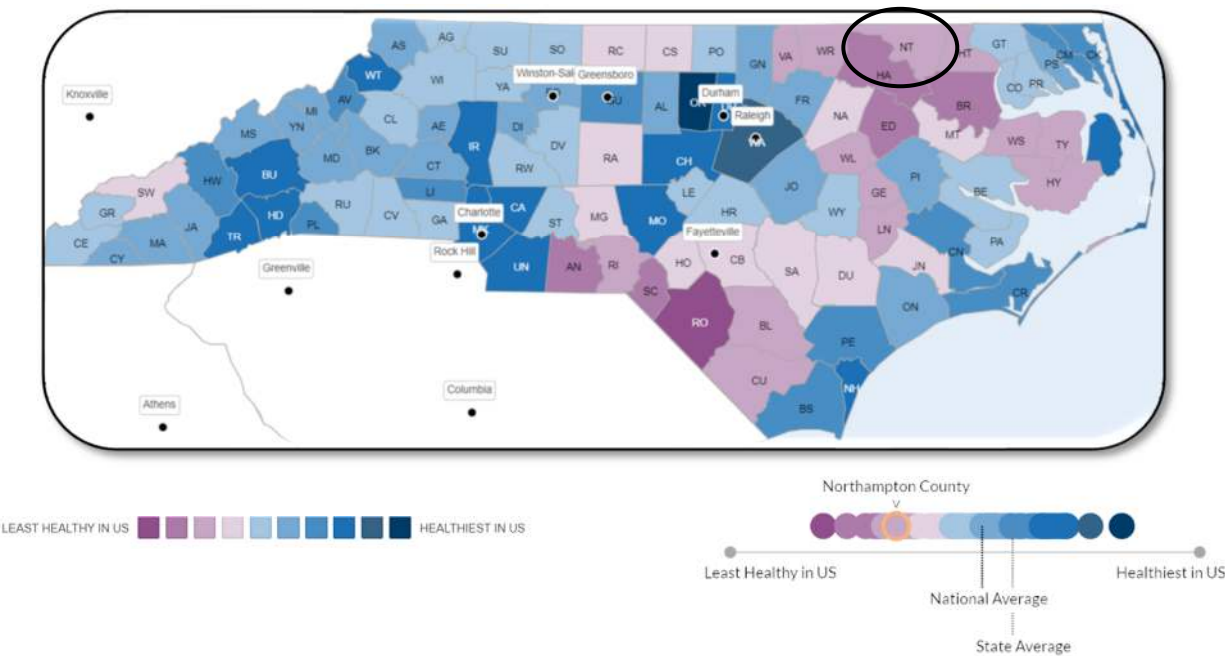 AS AG SU SO RC CS PO VA WR NT HT GT CM CK
PS
WT WI YA Winston-Sal Greensboro GN HA CO PR
Knoxville
AV MI CL DI GU AL OR Durham FR NA ED BR
MS YN AE Raleigh WA MT
BU MD BK CT IR DV RA CH WL WS TY
SW HW RW JO PI HY
GR JA HD PL RU LI CV GA Charlotte CA ST MG MO LE HR WY GE BE
CE MA TR LN PA
CY Rock Hill Fayetteville CN
Greenville UN AN RI HO CB SA DU JN
SC CR
RO BL ON
PE
Columbia CU NH
Athens BS
Northampton County
LEAST HEALTHY IN US HEALTHIEST IN US
Least Healthy in US Healthiest in US
National Average
State Average